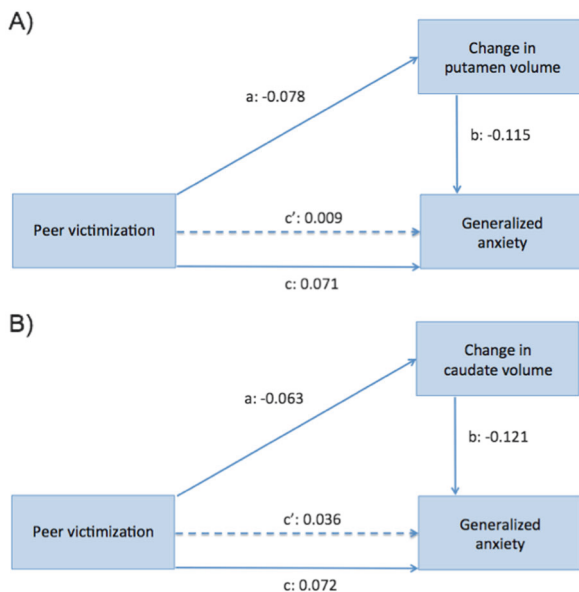 A)
Change in
putamen volume
a: -0.078
b: -0.115
Peer victimization
c': 0.009
Generalized
anxiety
c: 0.071
B)
Change in
caudate volume
a: -0.063
b: -0.121
Peer victimization
c': 0.036
Generalized
anxiety
c: 0.072